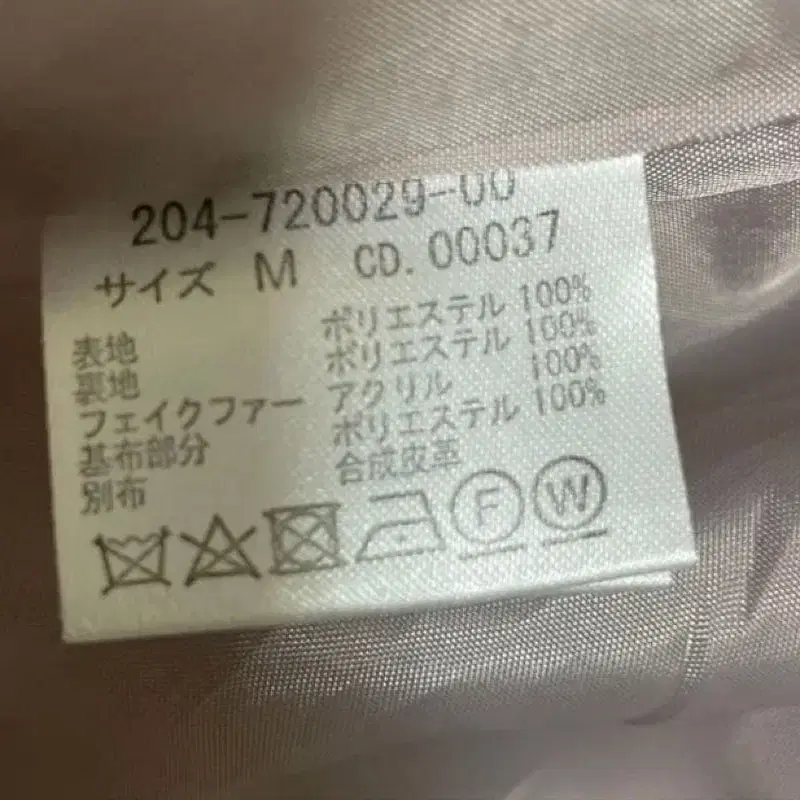 204-720029-00
サイズ M CD. 00037
表地 ポリエステル 100%
裏地 ポリエステル 100%
フェイクファー アクリル 100%
基布部分 ポリエステル 100%
別布 合成皮革
F W